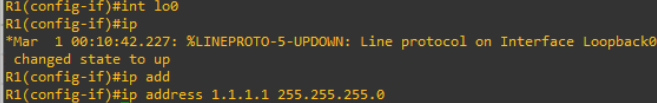 R1(config-if)#int lo0
R1(config-if)#ip
*Mar  1 00:10:42.227: %LINEPROTO-5-UPDOWN: Line protocol on Interface Loopback0
 changed state to up
R1(config-if)#ip add
R1(config-if)#ip address 1.1.1.1 255.255.255.0